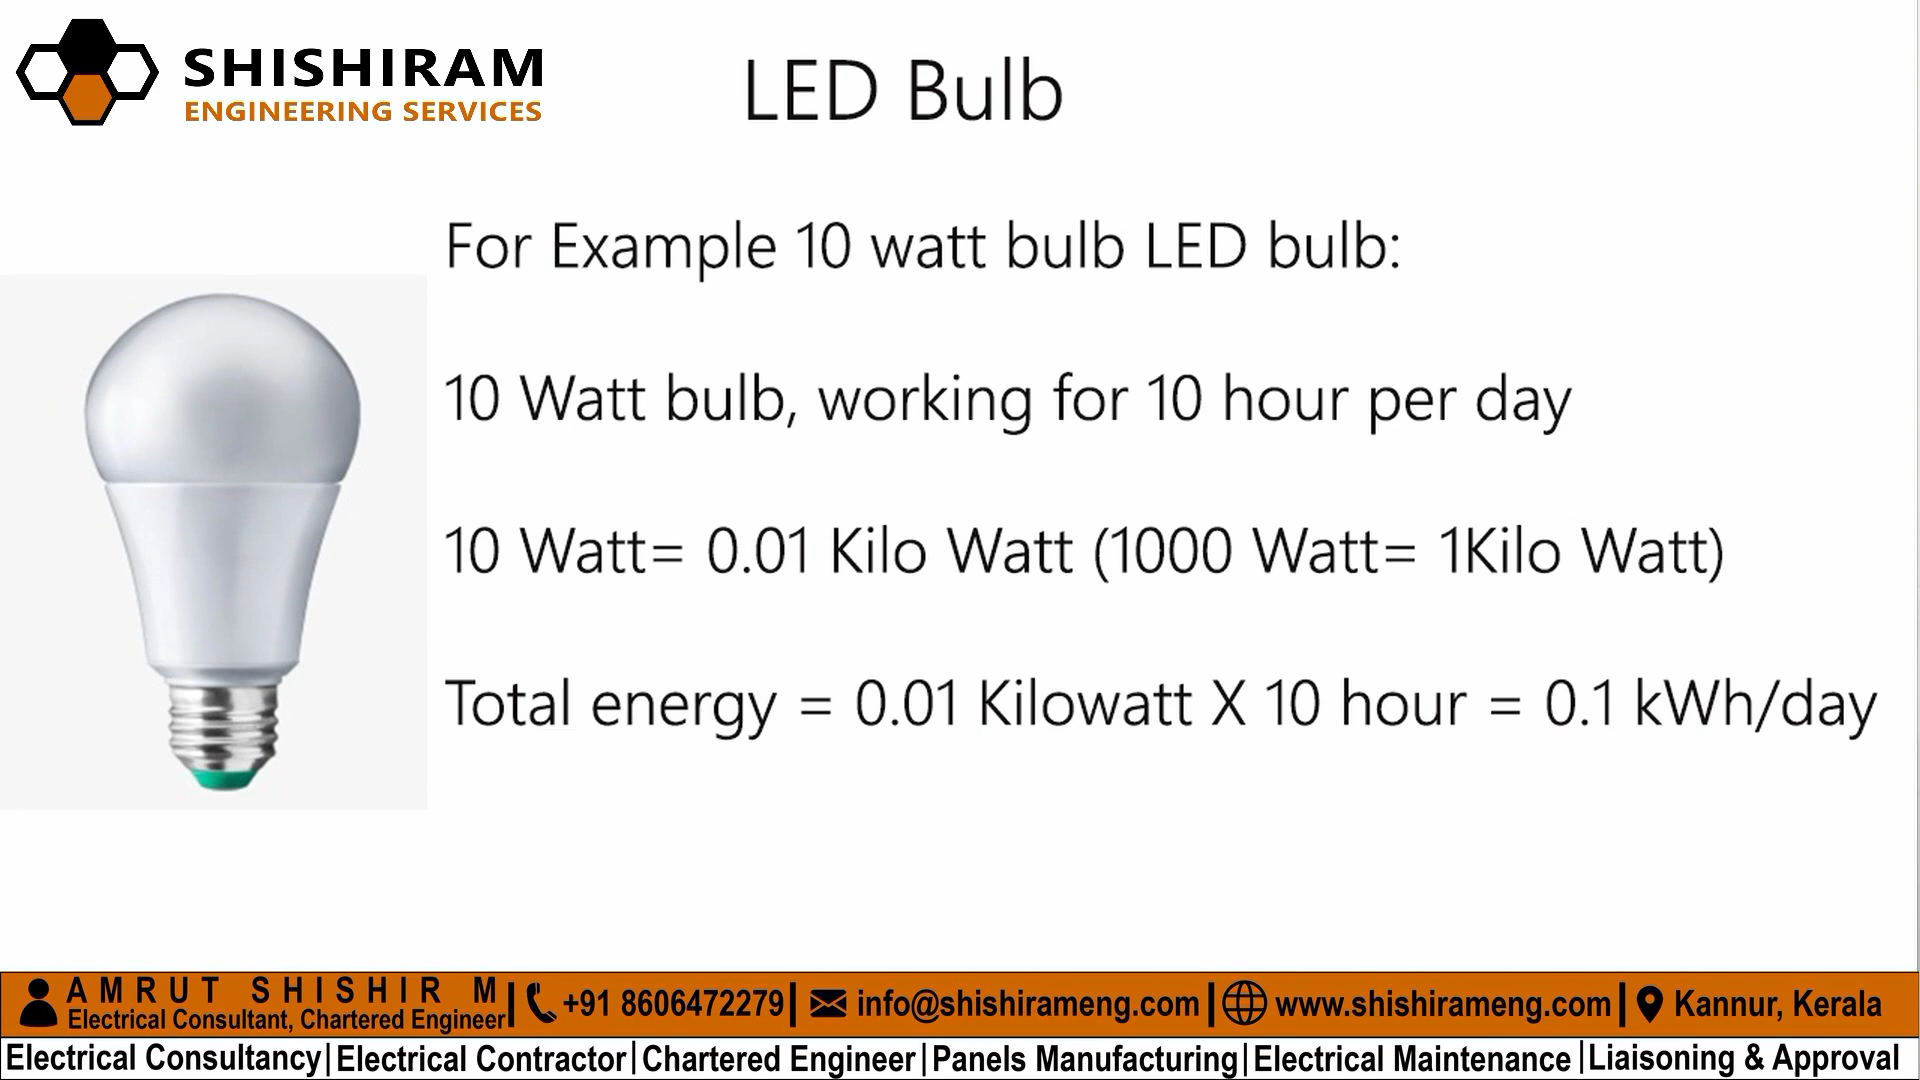 SHISHIRAM
ENGINEERING SERVICES
LED Bulb
For Example 10 watt bulb LED bulb:
10 Watt bulb, working for 10 hour per day
10 Watt= 0.01 Kilo Watt (1000 Watt= 1Kilo Watt)
Total energy = 0.01 Kilowatt X 10 hour = 0.1 kWh/day
AMRUT SHISHIR M
Electrical Consultant, Chartered Engineer
+91 8606472279
info@shishirameng.com
www.shishirameng.com
Kannur, Kerala
Electrical Consultancy|Electrical Contractor|Chartered Engineer|Panels Manufacturing|Electrical Maintenance|Liaisoning & Approval